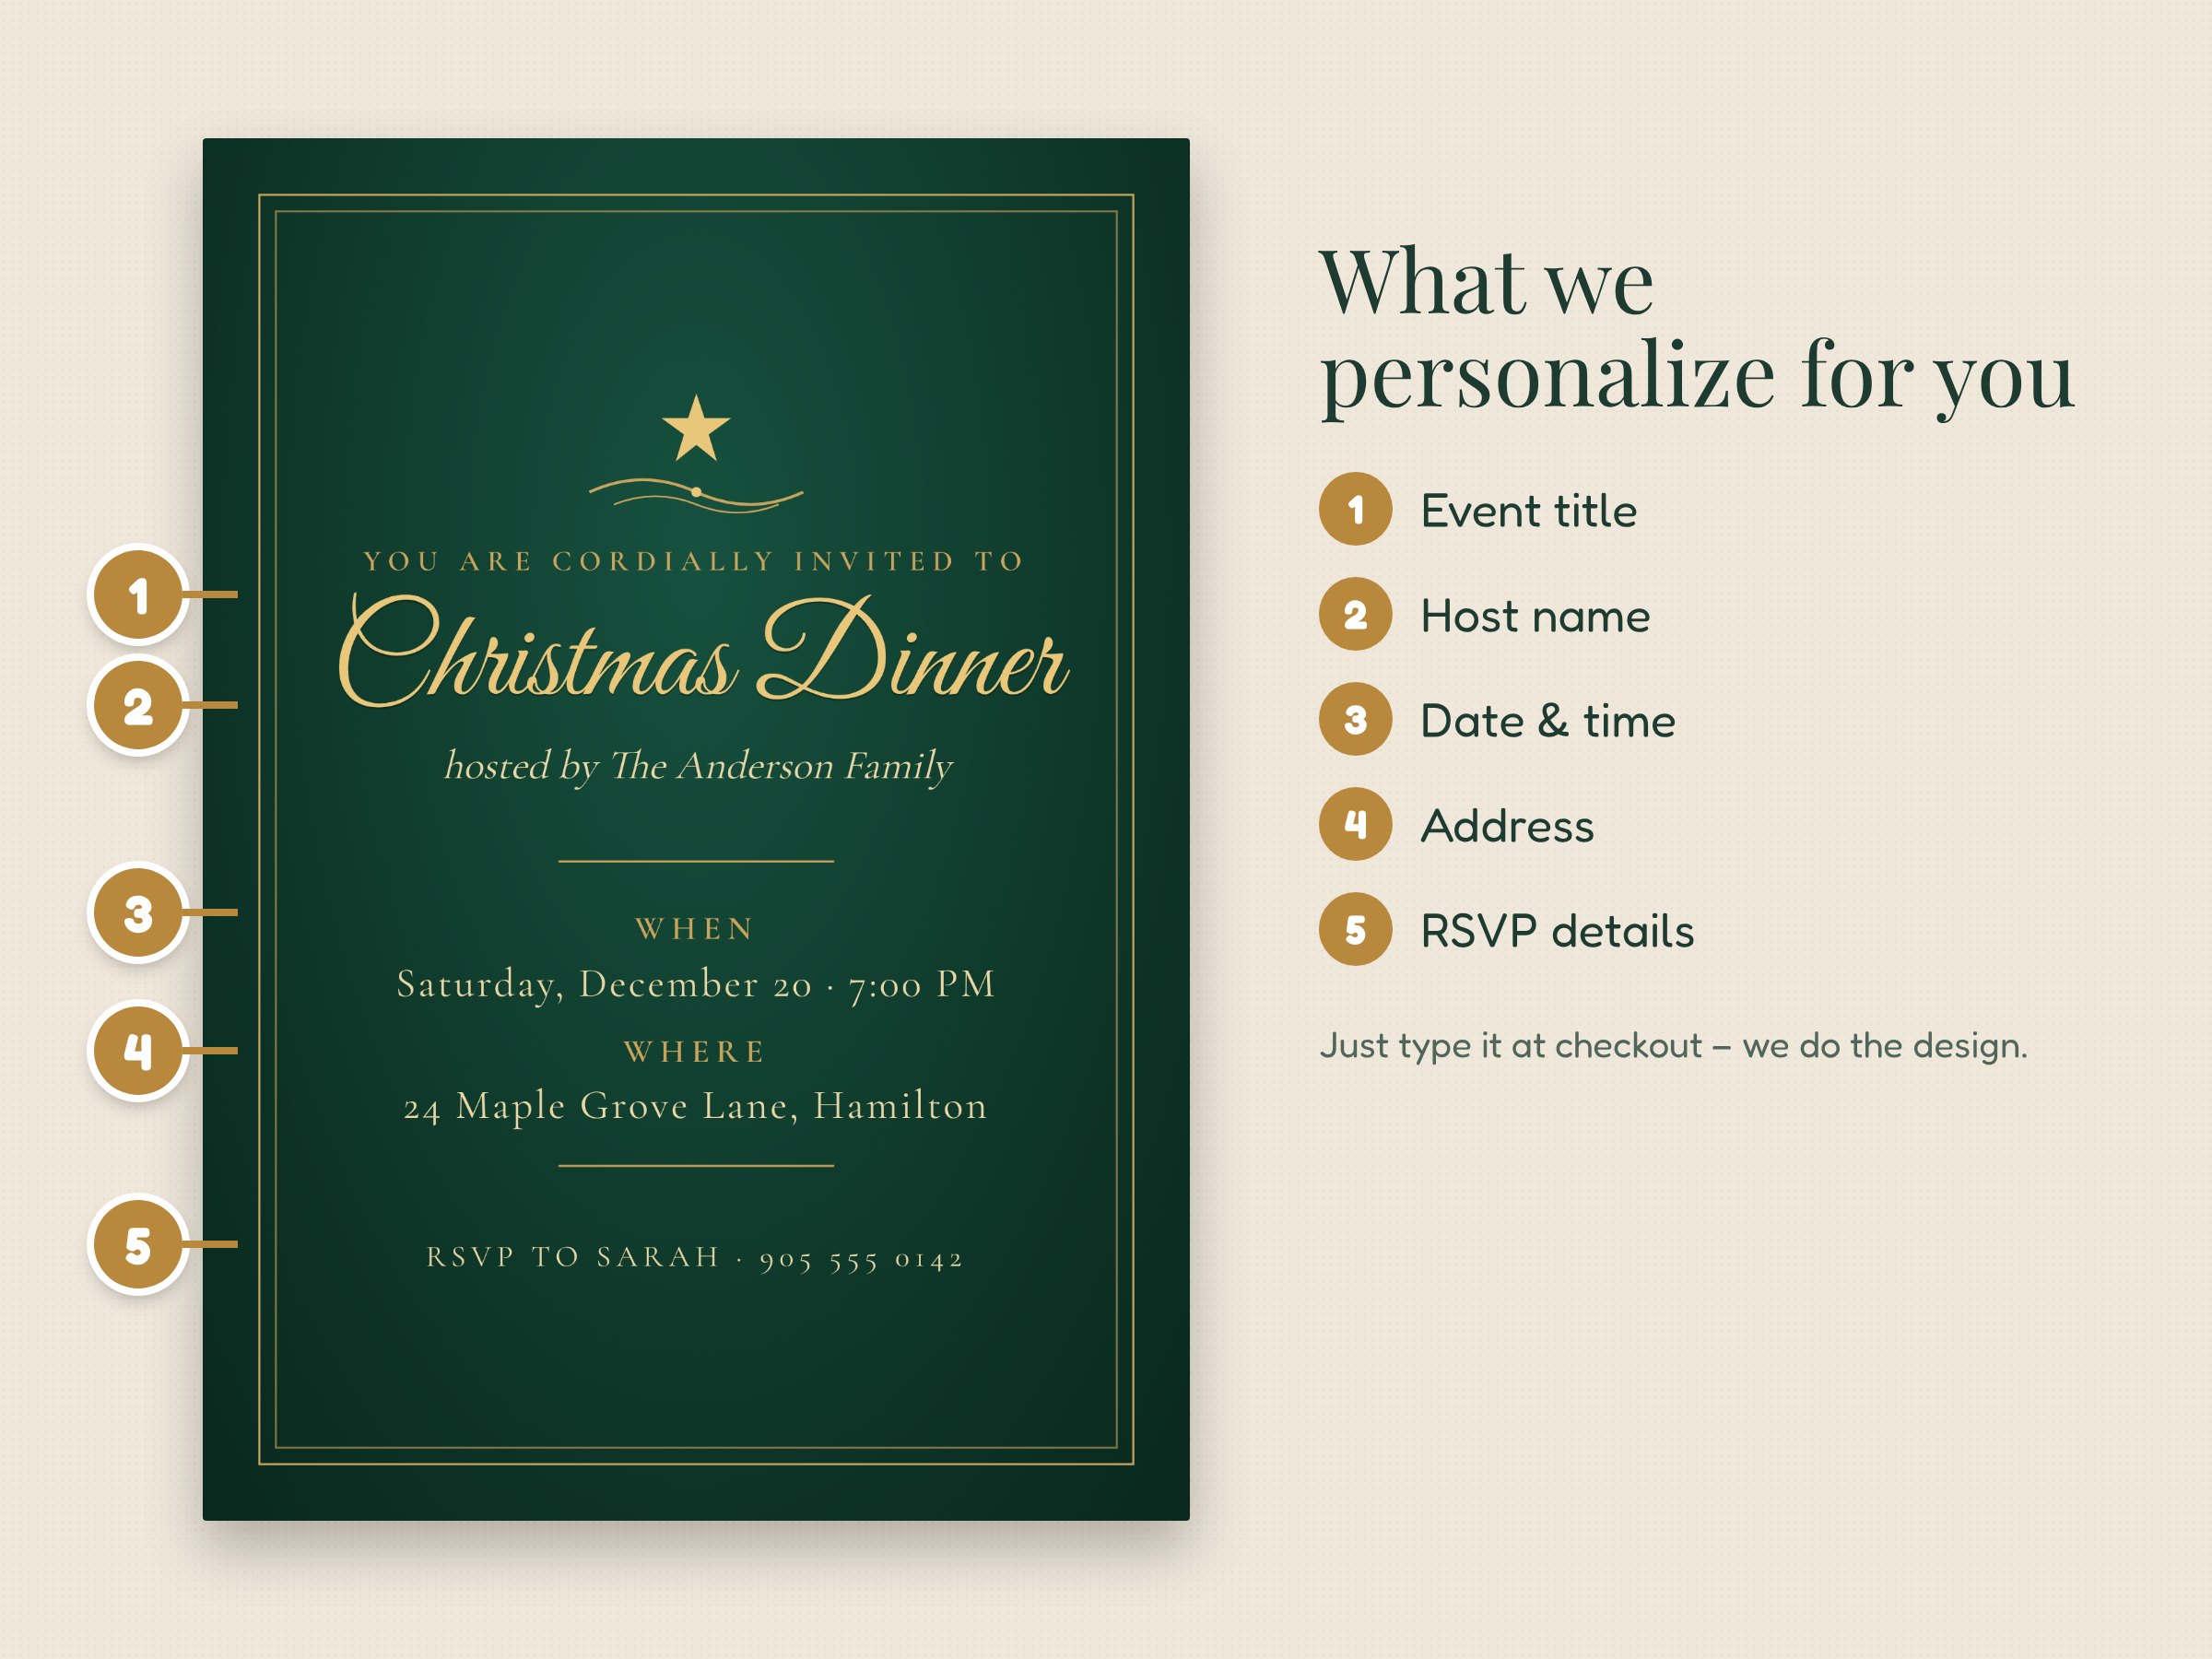 1
2
3
4
5
YOU ARE CORDIALLY INVITED TO
Christmas Dinner
hosted by The Anderson Family
WHEN
Saturday, December 20 · 7:00 PM
WHERE
24 Maple Grove Lane, Hamilton
RSVP TO SARAH · 905 555 0142
What we
personalize for you
1 Event title
2 Host name
3 Date & time
4 Address
5 RSVP details
Just type it at checkout – we do the design.